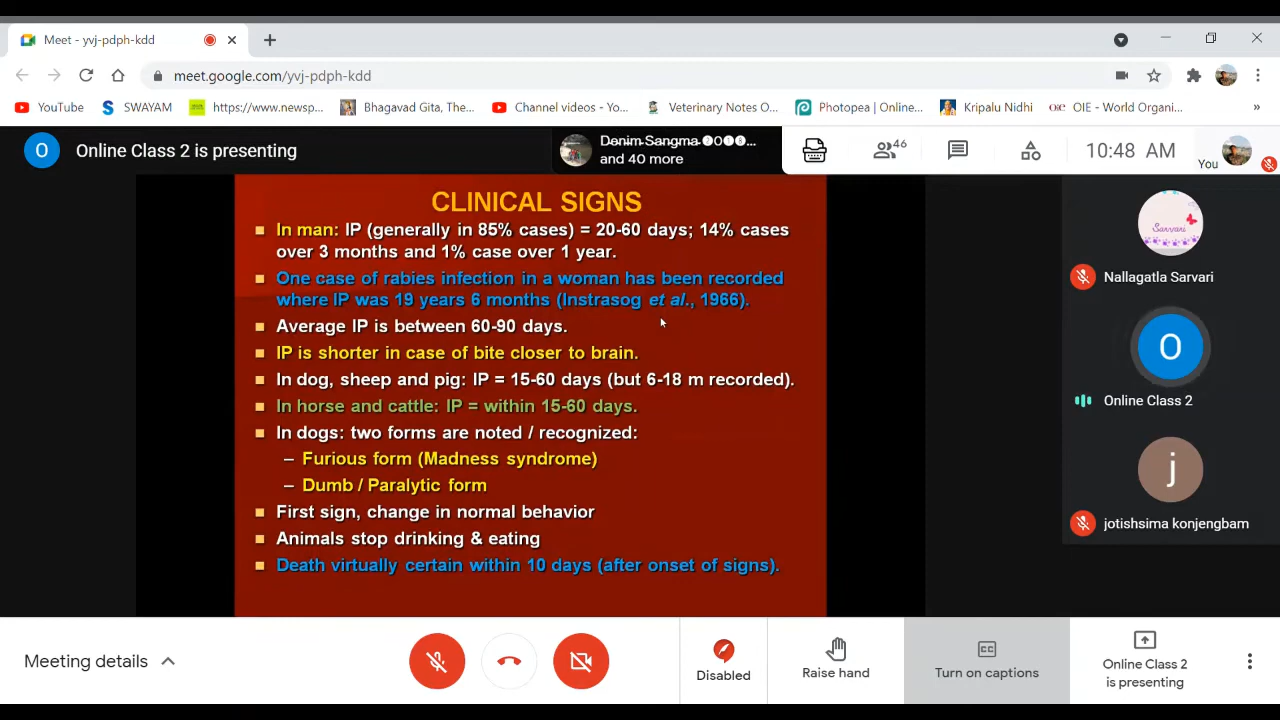 Meet - yvj-pdph-kdd
meet.google.com/yvj-pdph-kdd
YouTube
SWAYAM
https://www.newsp...
Bhagavad Gita, The...
Channel videos - Yo...
Veterinary Notes O...
Photopea | Online...
Kripalu Nidhi
OIE - World Organi...
»
O
Online Class 2 is presenting
Denim Sangma ❷0❶❽...
and 40 more
46
10:48 AM
You
CLINICAL SIGNS
In man: IP (generally in 85% cases) = 20-60 days; 14% cases
over 3 months and 1% case over 1 year.
One case of rabies infection in a woman has been recorded
where IP was 19 years 6 months (Instrasog et al., 1966).
Average IP is between 60-90 days.
IP is shorter in case of bite closer to brain.
In dog, sheep and pig: IP = 15-60 days (but 6-18 m recorded).
In horse and cattle: IP = within 15-60 days.
In dogs: two forms are noted / recognized:
– Furious form (Madness syndrome)
– Dumb / Paralytic form
First sign, change in normal behavior
Animals stop drinking & eating
Death virtually certain within 10 days (after onset of signs).
Sarvari
Nallagatla Sarvari
O
Online Class 2
j
jotishsima konjengbam
Meeting details
Disabled
Raise hand
CC
Turn on captions
Online Class 2
is presenting